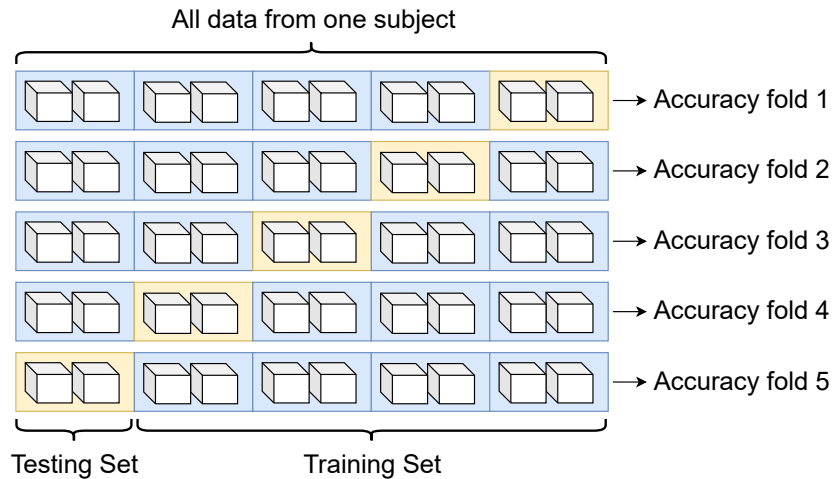 All data from one subject
Accuracy fold 1
Accuracy fold 2
Accuracy fold 3
Accuracy fold 4
Accuracy fold 5
Testing Set
Training Set